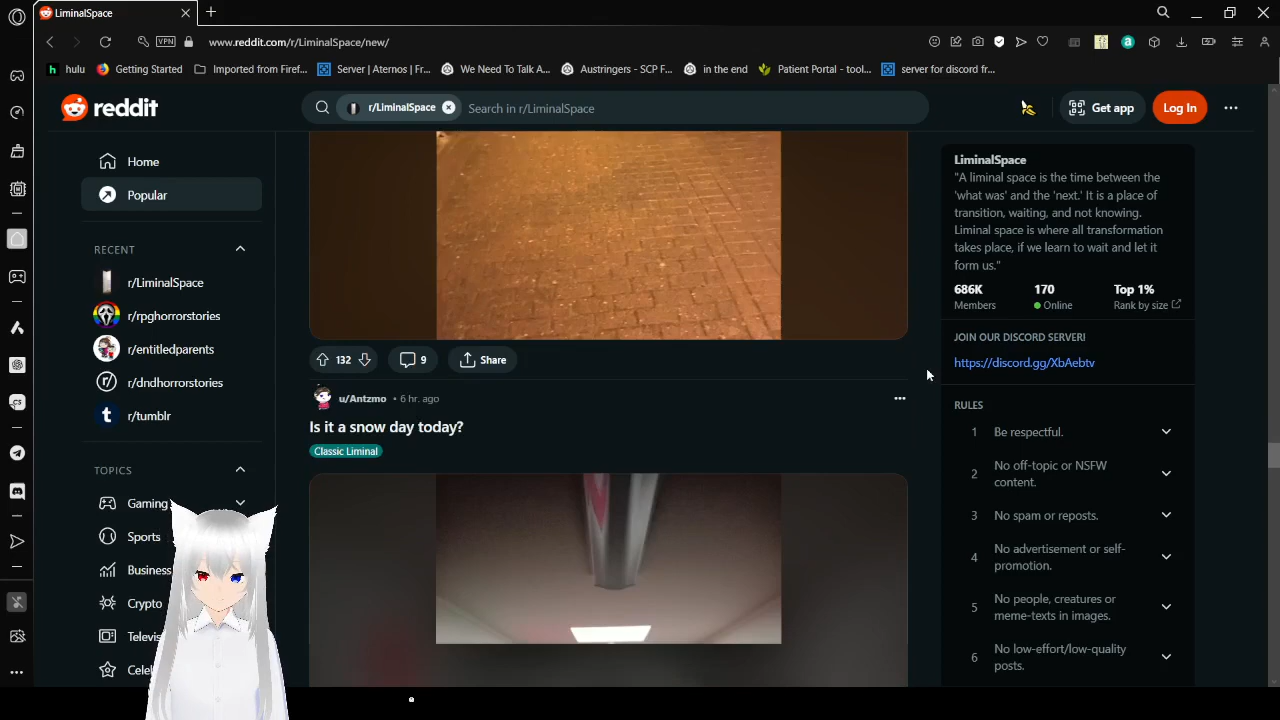 LiminalSpace
VPN
www.reddit.com/r/LiminalSpace/new/
hulu
Getting Started
Imported from Firef...
Server | Aternos | Fr...
We Need To Talk A...
Austringers - SCP F...
in the end
Patient Portal - tool...
server for discord fr...
reddit
r/LiminalSpace
Search in r/LiminalSpace
Get app
Log In
Home
Popular
RECENT
r/LiminalSpace
r/rpghorrorstories
r/entitledparents
r/dndhorrorstories
r/tumblr
TOPICS
Gaming
Sports
Business
Crypto
Televis
Celeb
132
9
Share
u/Antzmo • 6 hr. ago
Is it a snow day today?
Classic Liminal
LiminalSpace
"A liminal space is the time between the
'what was' and the 'next.' It is a place of
transition, waiting, and not knowing.
Liminal space is where all transformation
takes place, if we learn to wait and let it
form us."
686K
Members
170
Online
Top 1%
Rank by size
JOIN OUR DISCORD SERVER!
https://discord.gg/XbAebtv
RULES
1 Be respectful.
2 No off-topic or NSFW
content.
3 No spam or reposts.
4 No advertisement or self-
promotion.
5 No people, creatures or
meme-texts in images.
6 No low-effort/low-quality
posts.